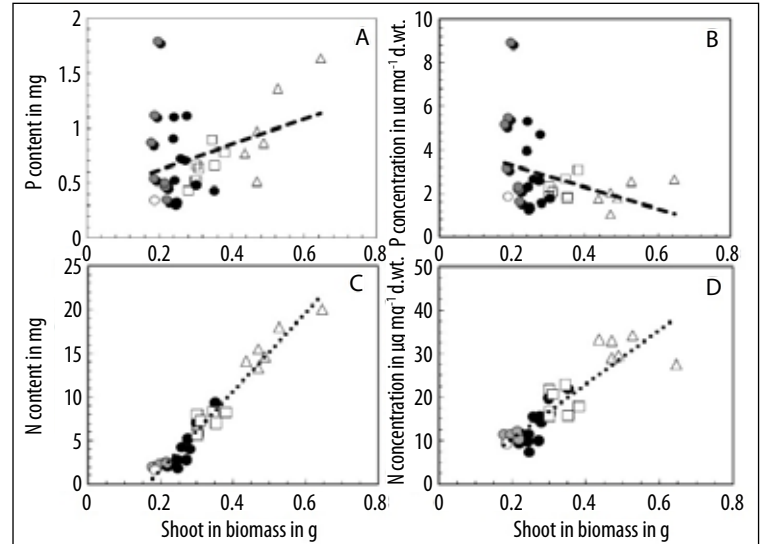 A
P content in mg
2
1.5
1
0.5
0
0 0.2 0.4 0.6 0.8
B
P concentration in ug mg⁻¹ d.wt.
10
8
6
4
2
0
0 0.2 0.4 0.6 0.8
C
N content in mg
25
20
15
10
5
0
0 0.2 0.4 0.6 0.8
Shoot in biomass in g
D
N concentration in µg mg⁻¹ d.wt.
50
40
30
20
10
0
0 0.2 0.4 0.6 0.8
Shoot in biomass in g